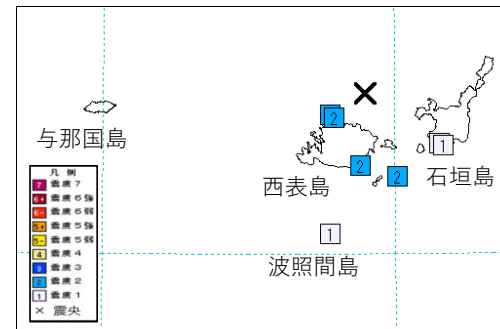 2
与那国島
2
1
石垣島
2
西表島
1
波照間島
凡例
7 震度7
6+ 震度6強
6- 震度6弱
5+ 震度5強
5- 震度5弱
4 震度4
3 震度3
2 震度2
1 震度1
× 震央